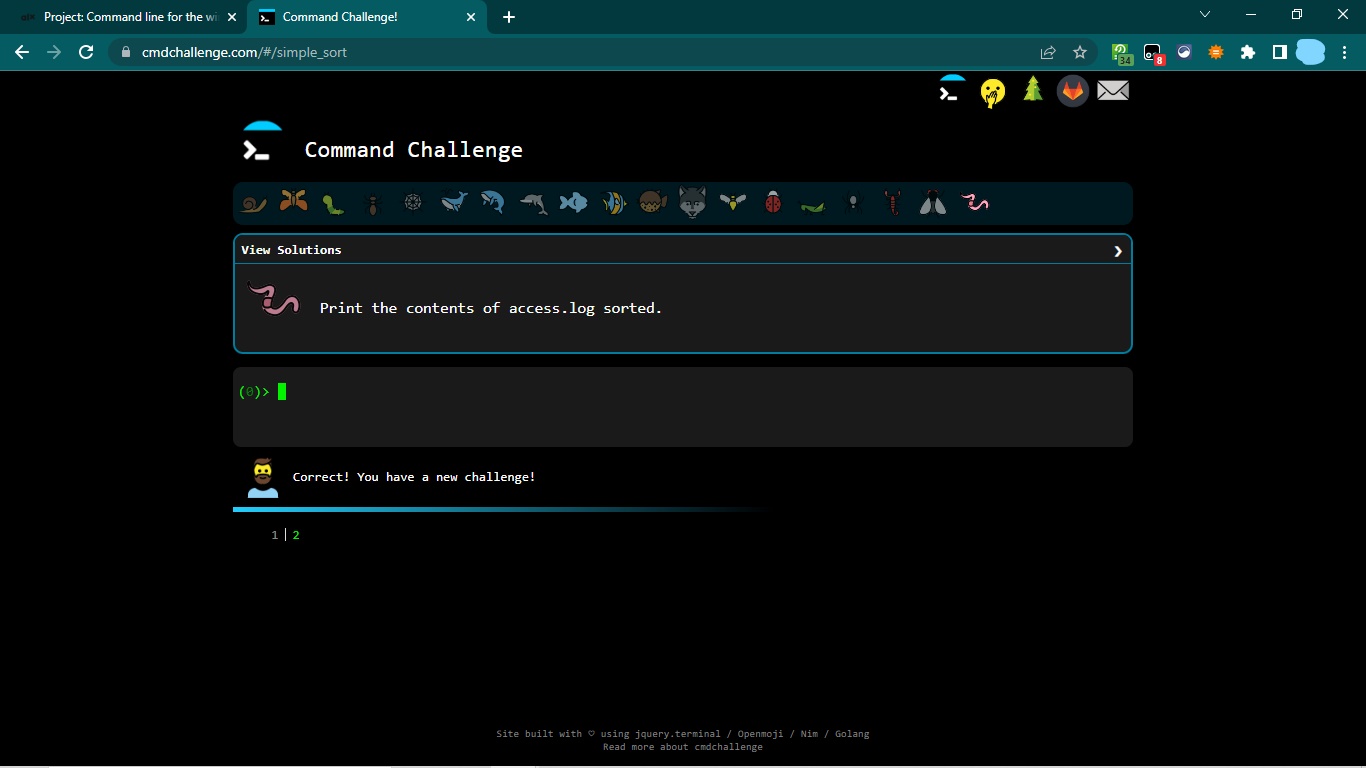 Project: Command line for the wi
Command Challenge!
cmdchallenge.com/#/simple_sort
34
8
Command Challenge
View Solutions
Print the contents of access.log sorted.
(0)>
Correct! You have a new challenge!
1 2
Site built with ♡ using jquery.terminal / Openmoji / Nim / Golang
Read more about cmdchallenge